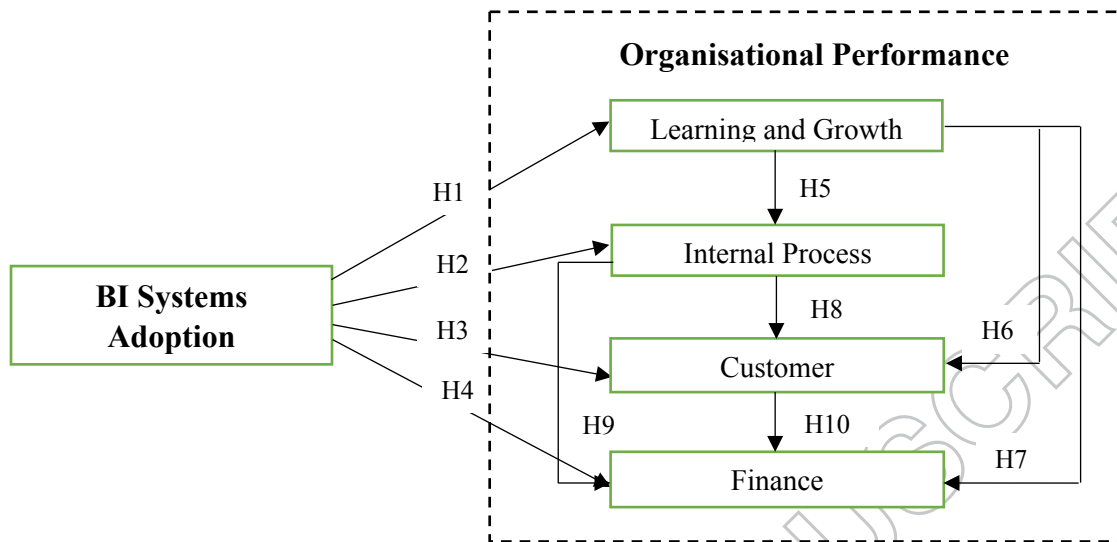 Organisational Performance
Learning and Growth
H1
H5
H2
Internal Process
BI Systems
Adoption
H8
H3
H6
Customer
H4
H9
H10
H7
Finance